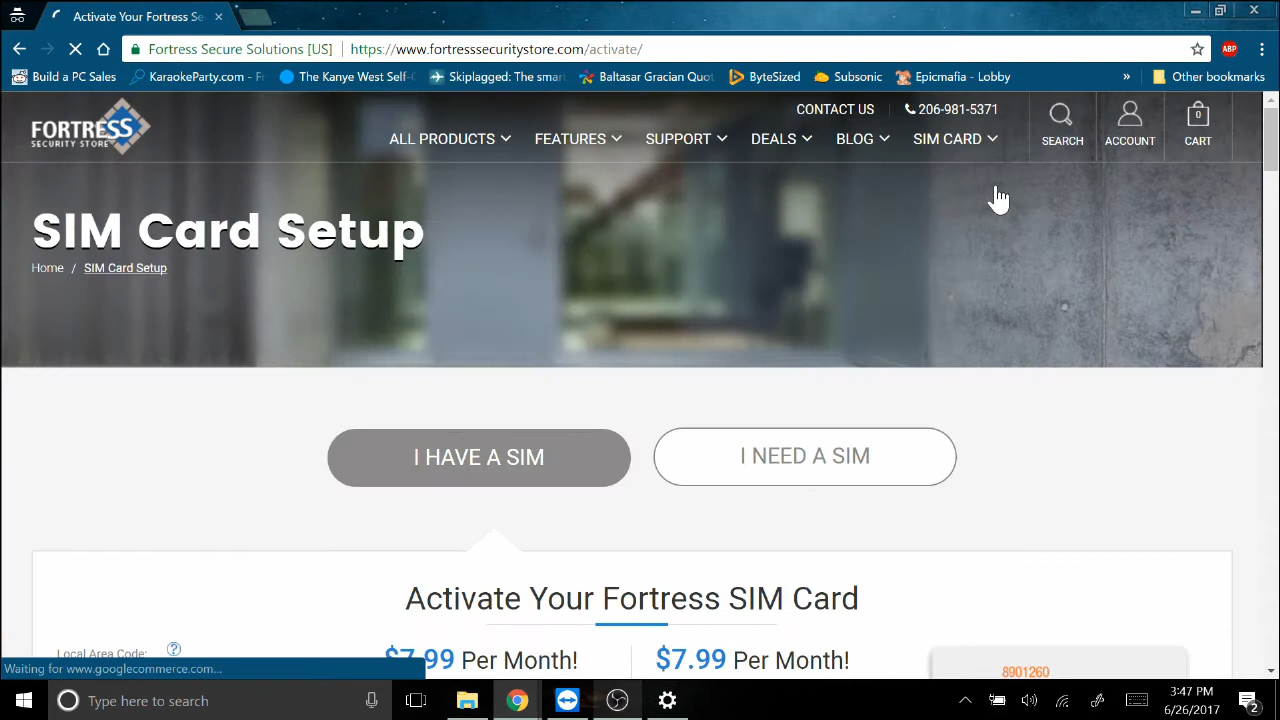 Activate Your Fortress Se
Fortress Secure Solutions [US] https://www.fortresssecuritystore.com/activate/
ABP
Build a PC Sales KaraokeParty.com - Fr The Kanye West Self- Skiplagged: The smar Baltasar Gracian Quot ByteSized Subsonic Epicmafia - Lobby » Other bookmarks
CONTACT US 206-981-5371
FORTRESS
SECURITY STORE
ALL PRODUCTS FEATURES SUPPORT DEALS BLOG SIM CARD
0
SEARCH ACCOUNT CART
SIM Card Setup
Home / SIM Card Setup
I HAVE A SIM I NEED A SIM
Activate Your Fortress SIM Card
Local Area Code: ?
$7.99 Per Month! $7.99 Per Month!
8901260
Waiting for www.googlecommerce.com...
Type here to search
3:47 PM
6/26/2017
2